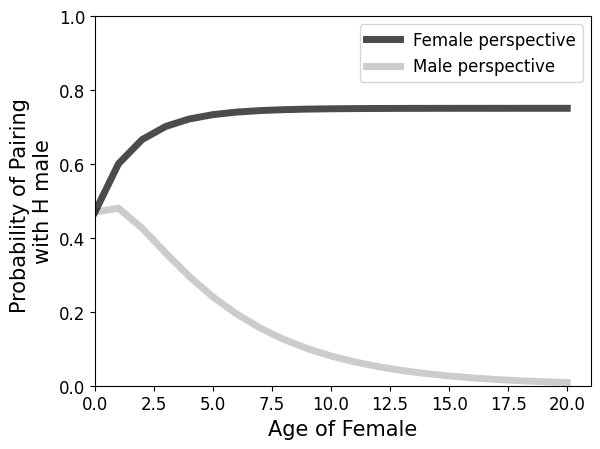 Probability of Pairing
with H male
1.0
0.8
0.6
0.4
0.2
0.0
Female perspective
Male perspective
0.0 2.5 5.0 7.5 10.0 12.5 15.0 17.5 20.0
Age of Female